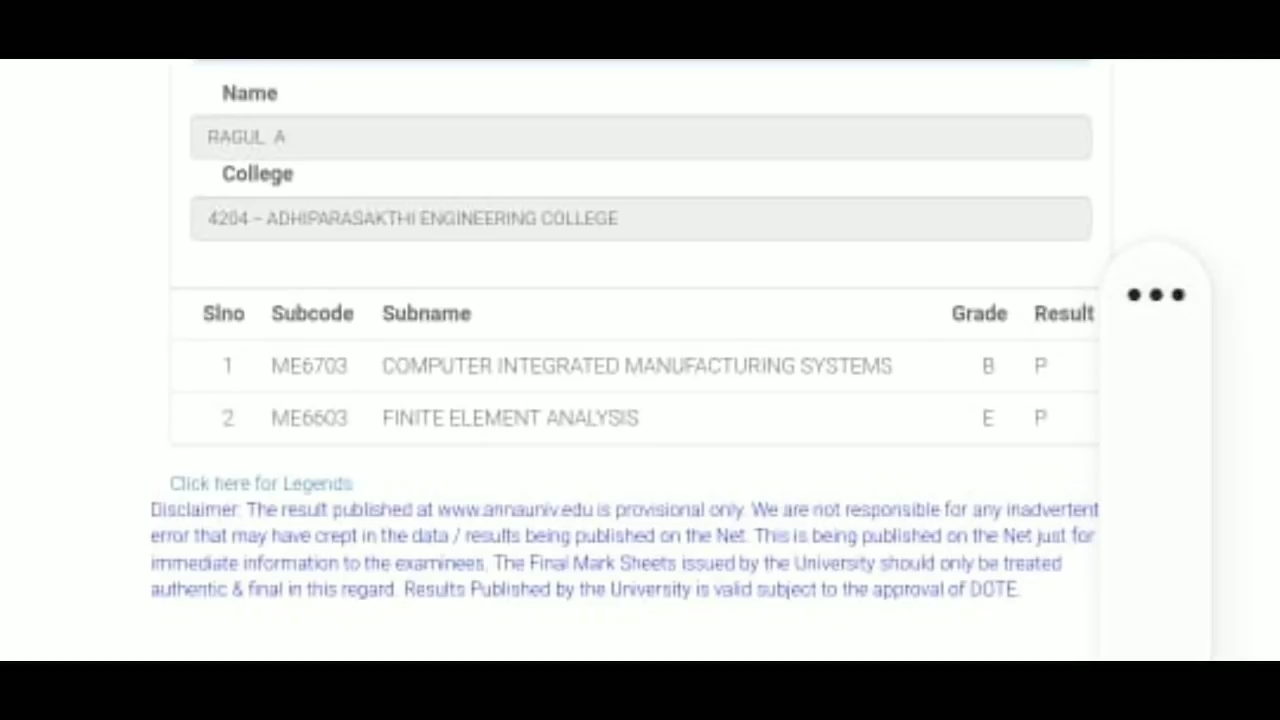 Name
RAGUL A
College
4204 - ADHIPARASAKTHI ENGINEERING COLLEGE
Slno Subcode Subname Grade Result
1 ME6703 COMPUTER INTEGRATED MANUFACTURING SYSTEMS B P
2 ME6603 FINITE ELEMENT ANALYSIS E P
Click here for Legends
Disclaimer: The result published at www.annauniv.edu is provisional only. We are not responsible for any inadvertent
error that may have crept in the data / results being published on the Net. This is being published on the Net just for
immediate information to the examinees. The Final Mark Sheets issued by the University should only be treated
authentic & final in this regard. Results Published by the University is valid subject to the approval of DOTE.